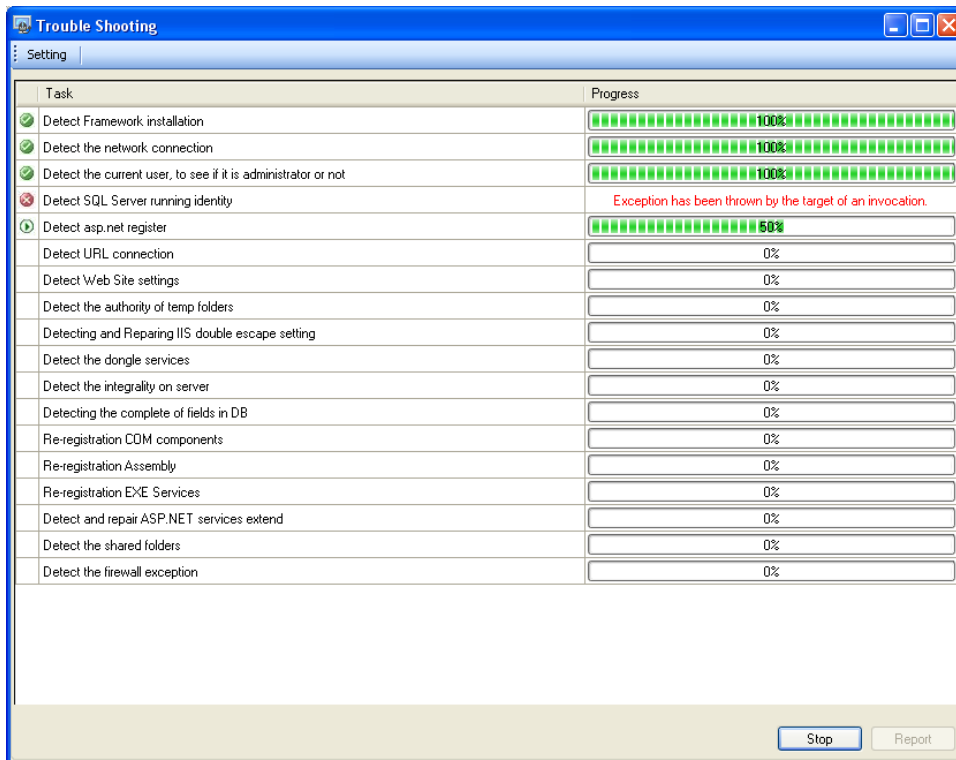 Trouble Shooting
Setting
Task Progress
Detect Framework installation 100%
Detect the network connection 100%
Detect the current user, to see if it is administrator or not 100%
Detect SQL Server running identity Exception has been thrown by the target of an invocation.
Detect asp.net register 50%
Detect URL connection 0%
Detect Web Site settings 0%
Detect the authority of temp folders 0%
Detecting and Reparing IIS double escape setting 0%
Detect the dongle services 0%
Detect the integrality on server 0%
Detecting the complete of fields in DB 0%
Re-registration COM components 0%
Re-registration Assembly 0%
Re-registration EXE Services 0%
Detect and repair ASP.NET services extend 0%
Detect the shared folders 0%
Detect the firewall exception 0%
Stop Report